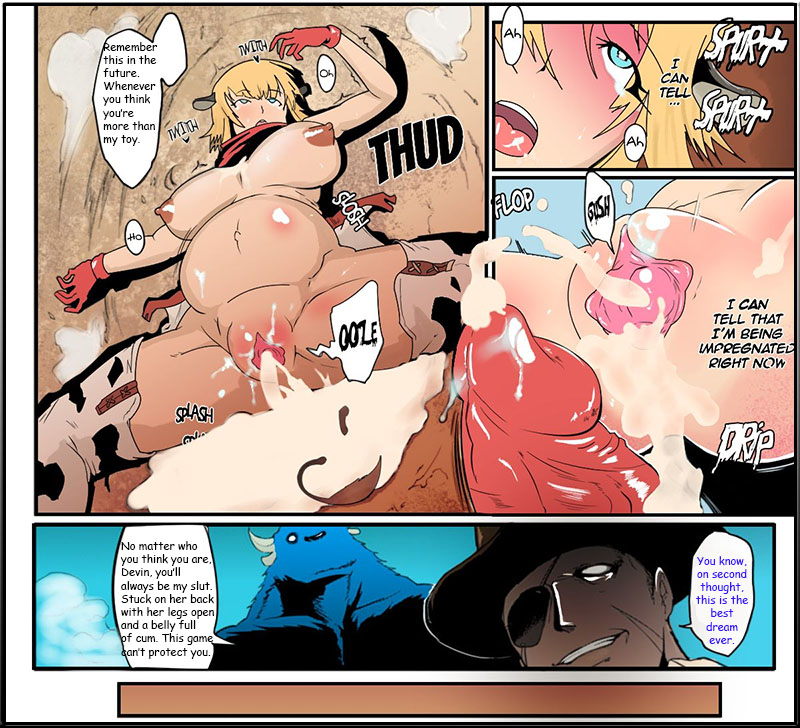 Remember
this in the
future.
Whenever
you think
you're
more than
my toy.
TWITCH
Oh
TWITCH
THUD
SLOSH
Ho
OOZE
SPLASH
SPLASH
Ah
I
CAN
TELL
...
SPURT
SPURT
Ah
FLOP
GUSH
I CAN
TELL THAT
I'M BEING
IMPREGNATED
RIGHT NOW
DRIP
No matter who
you think you are,
Devin, you'll
always be my slut.
Stuck on her back
with her legs open
and a belly full
of cum. This game
can't protect you.
You know,
on second
thought,
this is the
best
dream
ever.